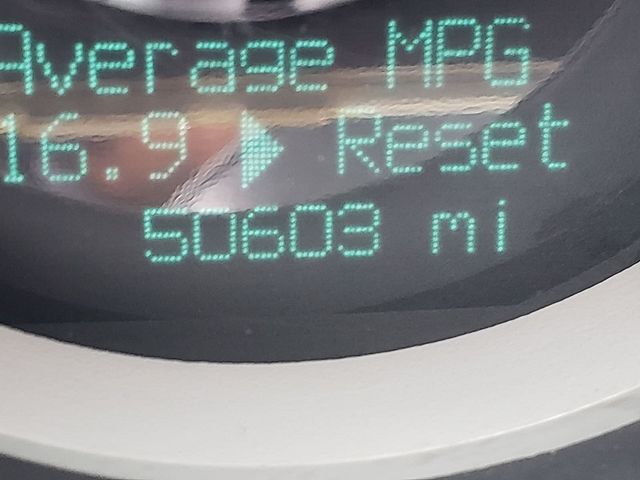 Average MPG
16.9 ▶ Reset
50603 mi